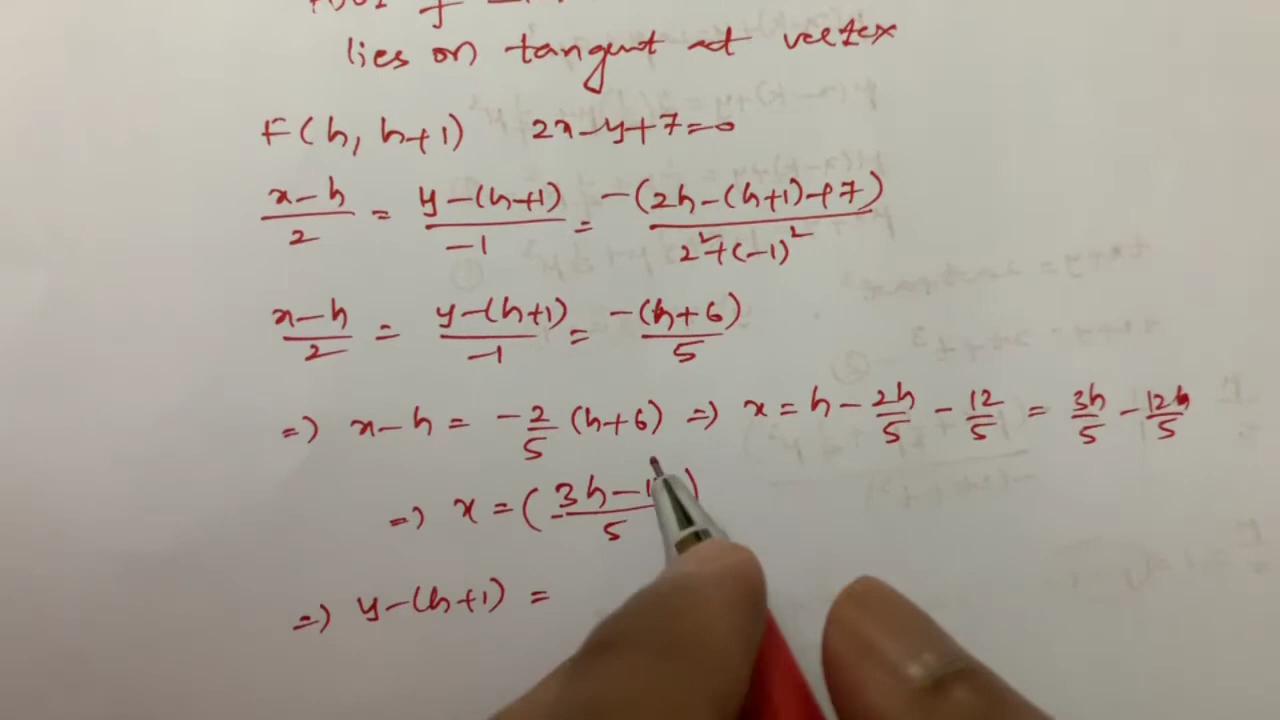 lies on tangent at vertex
F(h, h+1) 2x-y+7=0
x-h/2 = y-(h+1)/-1 = -(2h-(h+1)+7)/2²+(-1)²
x-h/2 = y-(h+1)/-1 = -(h+6)/5
=) x-h = -2/5 (h+6) =) x = h - 2h/5 - 12/5 = 3h/5 - 12h/5
=) x = (3h-1)/5
=) y-(h+1) =